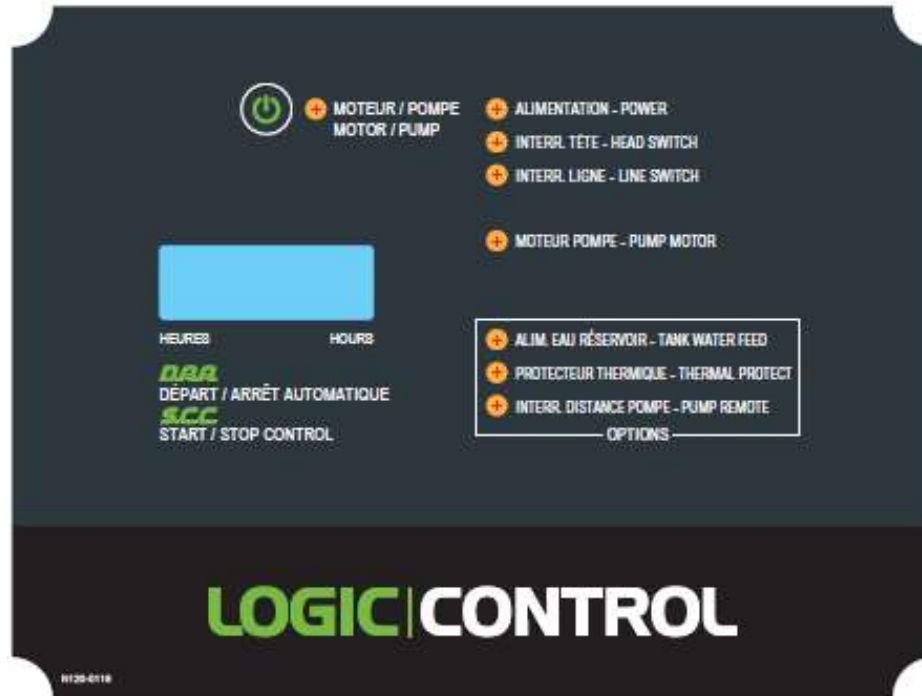 MOTEUR / POMPE
MOTOR / PUMP
ALIMENTATION - POWER
INTERR. TÊTE - HEAD SWITCH
INTERR. LIGNE - LINE SWITCH
MOTEUR POMPE - PUMP MOTOR
HEURES HOURS
D.A.A.
DÉPART / ARRÊT AUTOMATIQUE
S.C.C.
START / STOP CONTROL
ALIM. EAU RÉSERVOIR - TANK WATER FEED
PROTECTEUR THERMIQUE - THERMAL PROTECT
INTERR. DISTANCE POMPE - PUMP REMOTE
OPTIONS
LOGIC|CONTROL
N120-0116